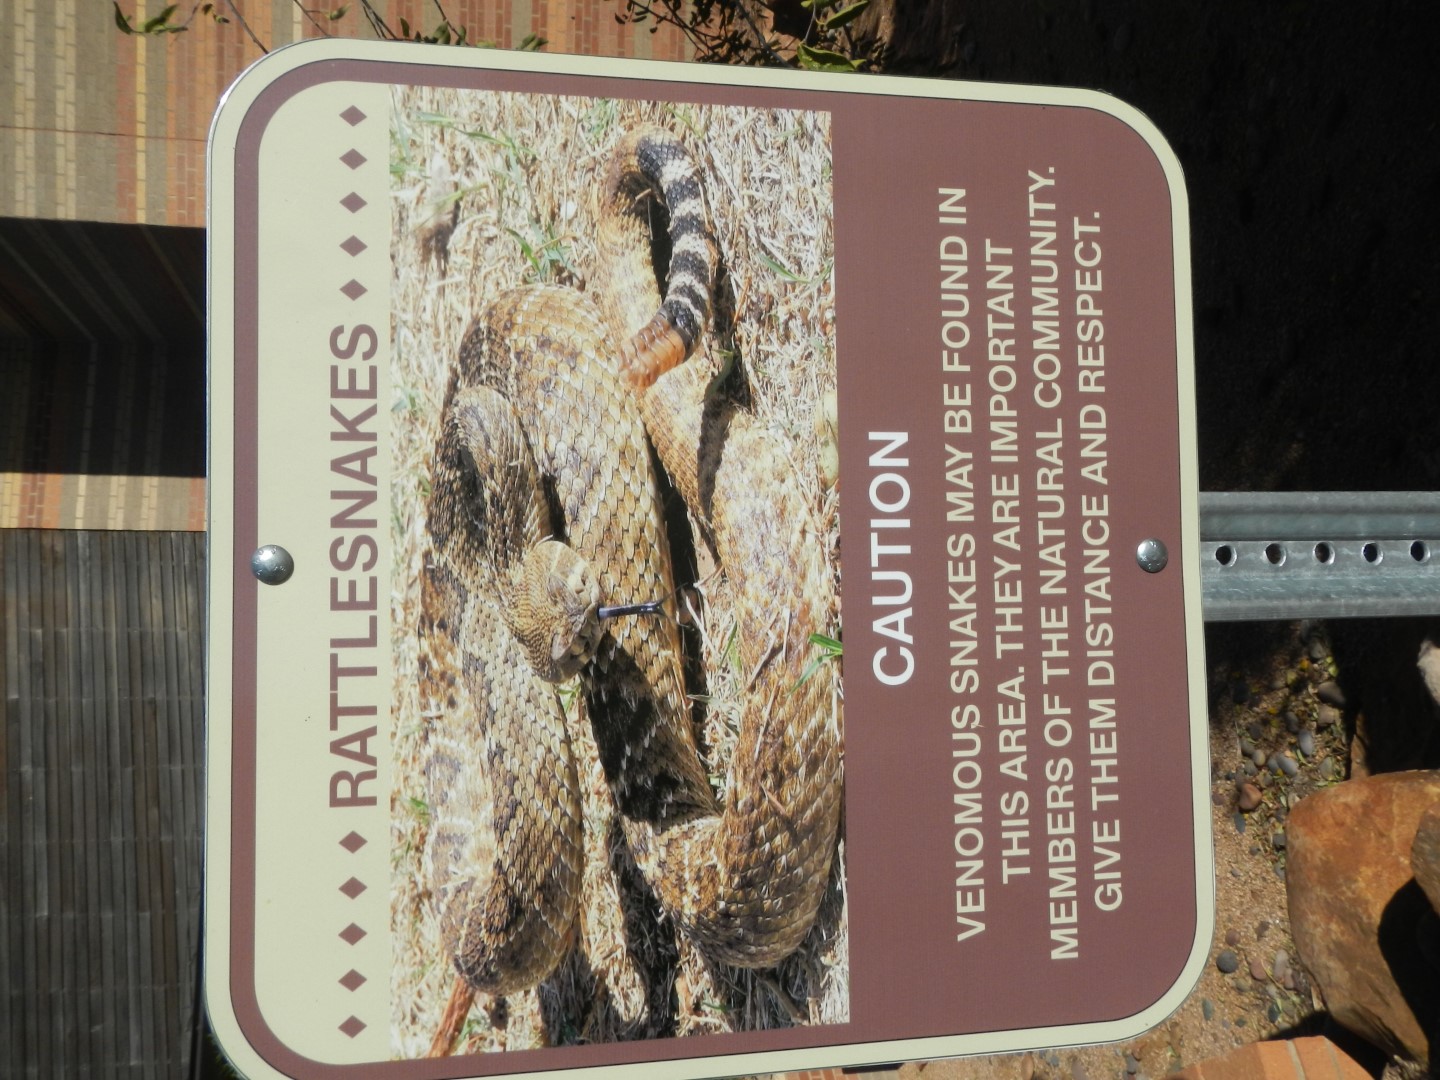 RATTLESNAKES
CAUTION
VENOMOUS SNAKES MAY BE FOUND IN
THIS AREA. THEY ARE IMPORTANT
MEMBERS OF THE NATURAL COMMUNITY.
GIVE THEM DISTANCE AND RESPECT.